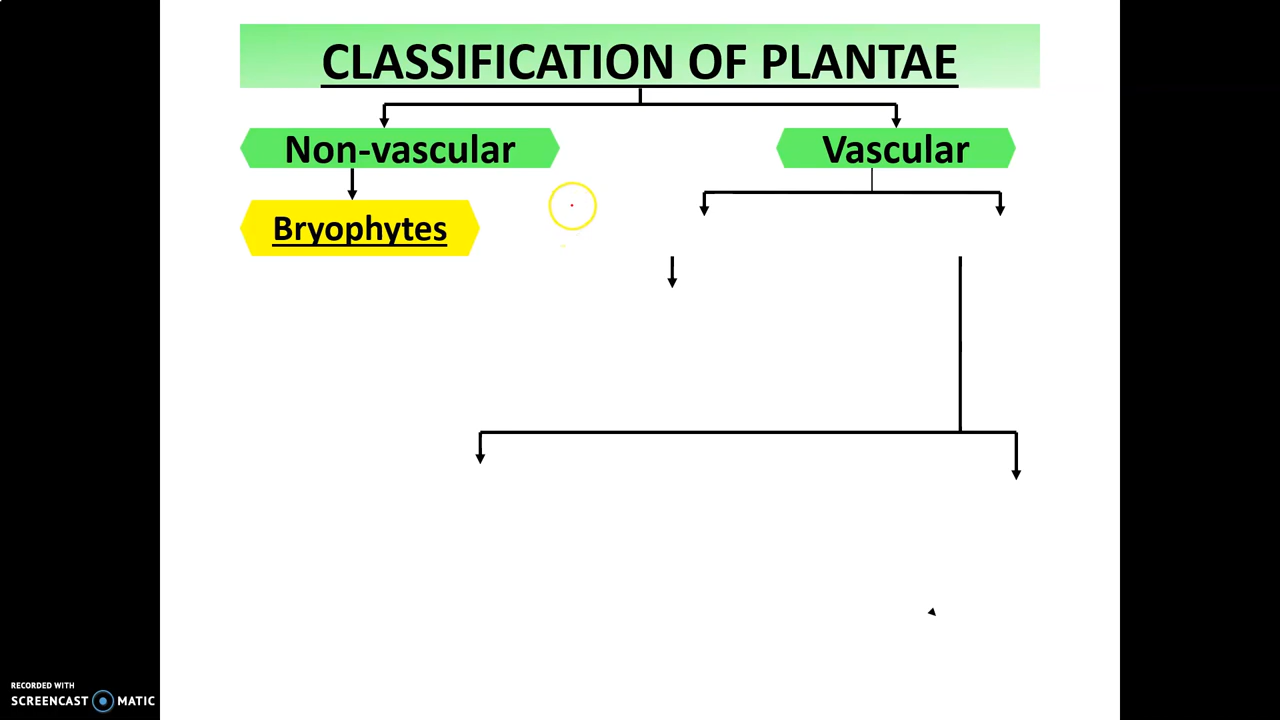 CLASSIFICATION OF PLANTAE
Non-vascular
Vascular
Bryophytes
RECORDED WITH
SCREENCAST MATIC